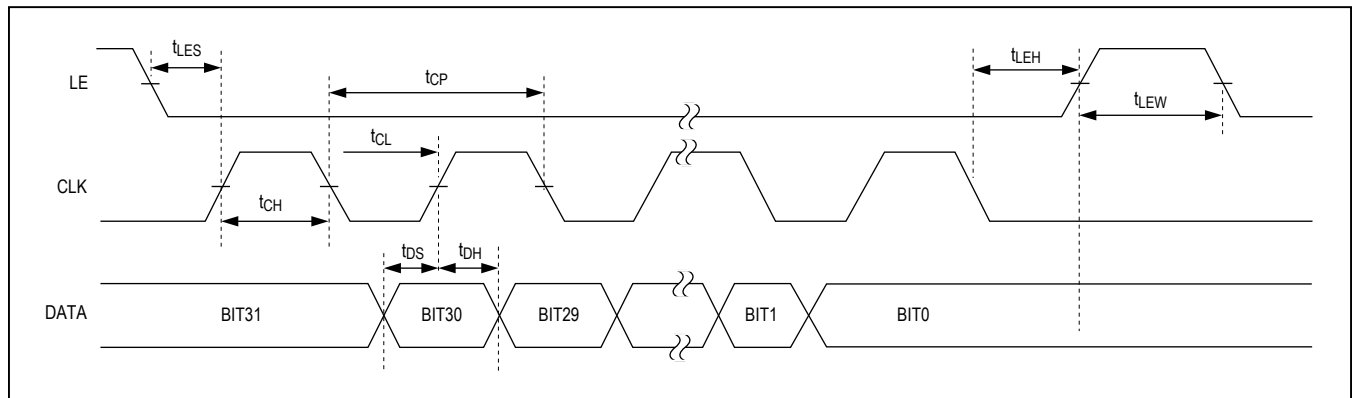 tLES
tLEH
LE
tCP
tLEW
tCL
CLK
tCH
tDS
tDH
DATA
BIT31
BIT30
BIT29
BIT1
BIT0